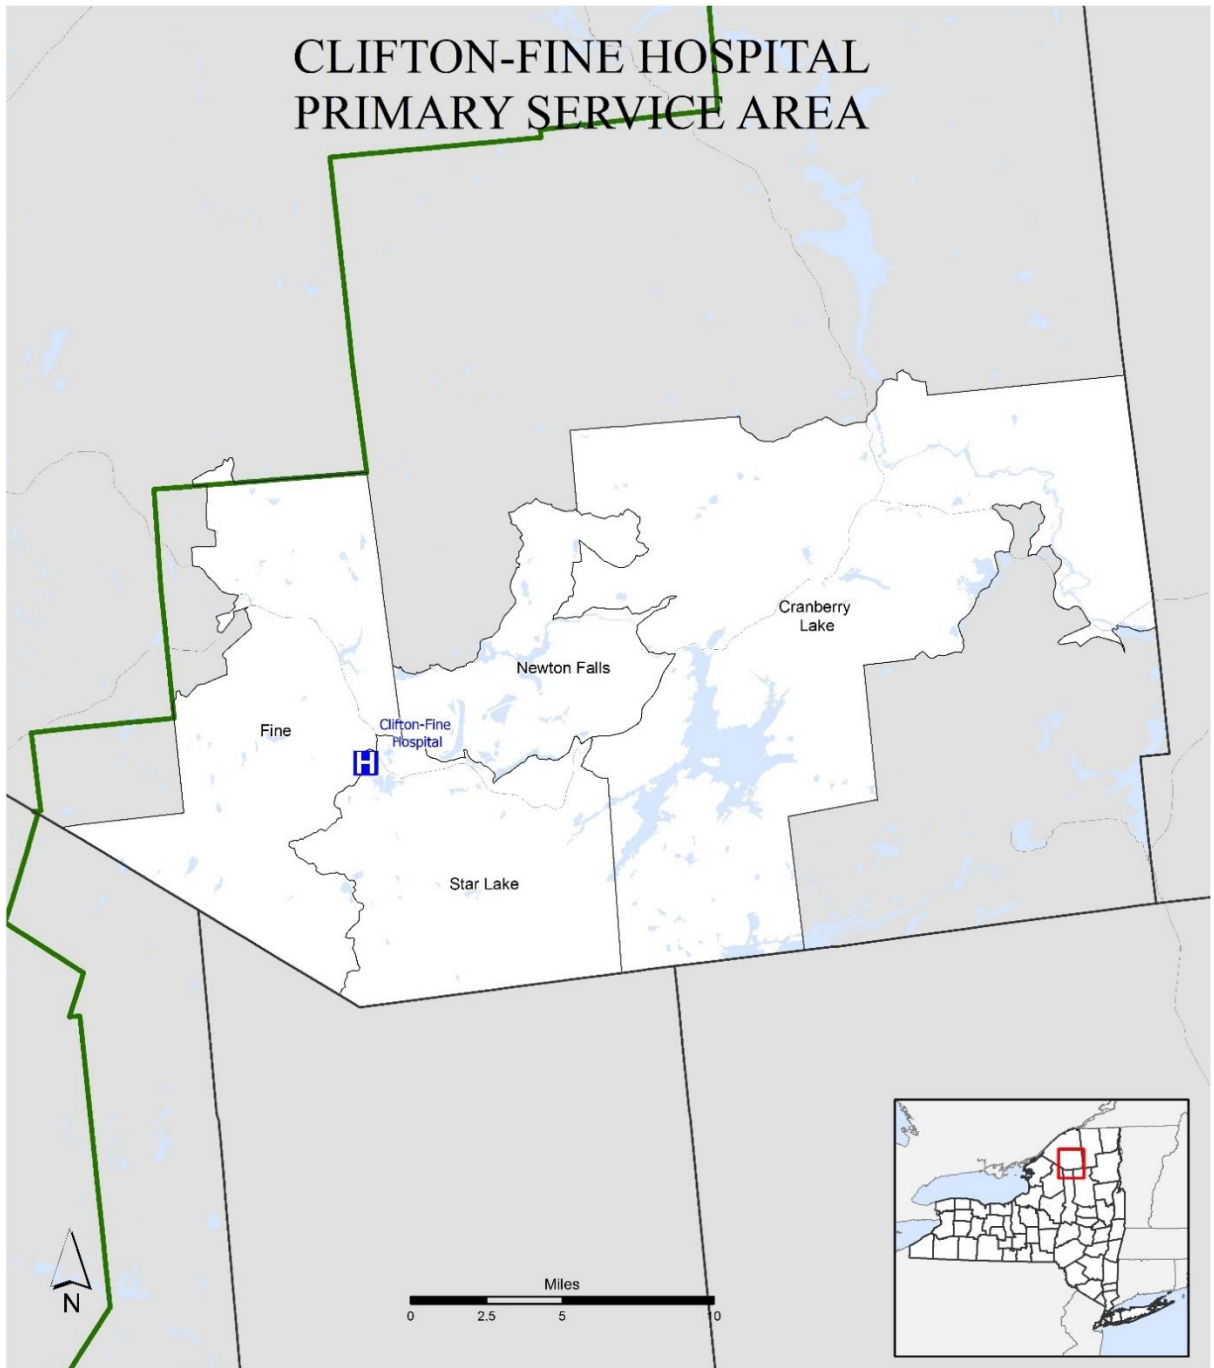 CLIFTON-FINE HOSPITAL
PRIMARY SERVICE AREA
Cranberry
Lake
Newton Falls
Fine
Clifton-Fine
Hospital
H
Star Lake
Miles
0 2.5 5 10
N